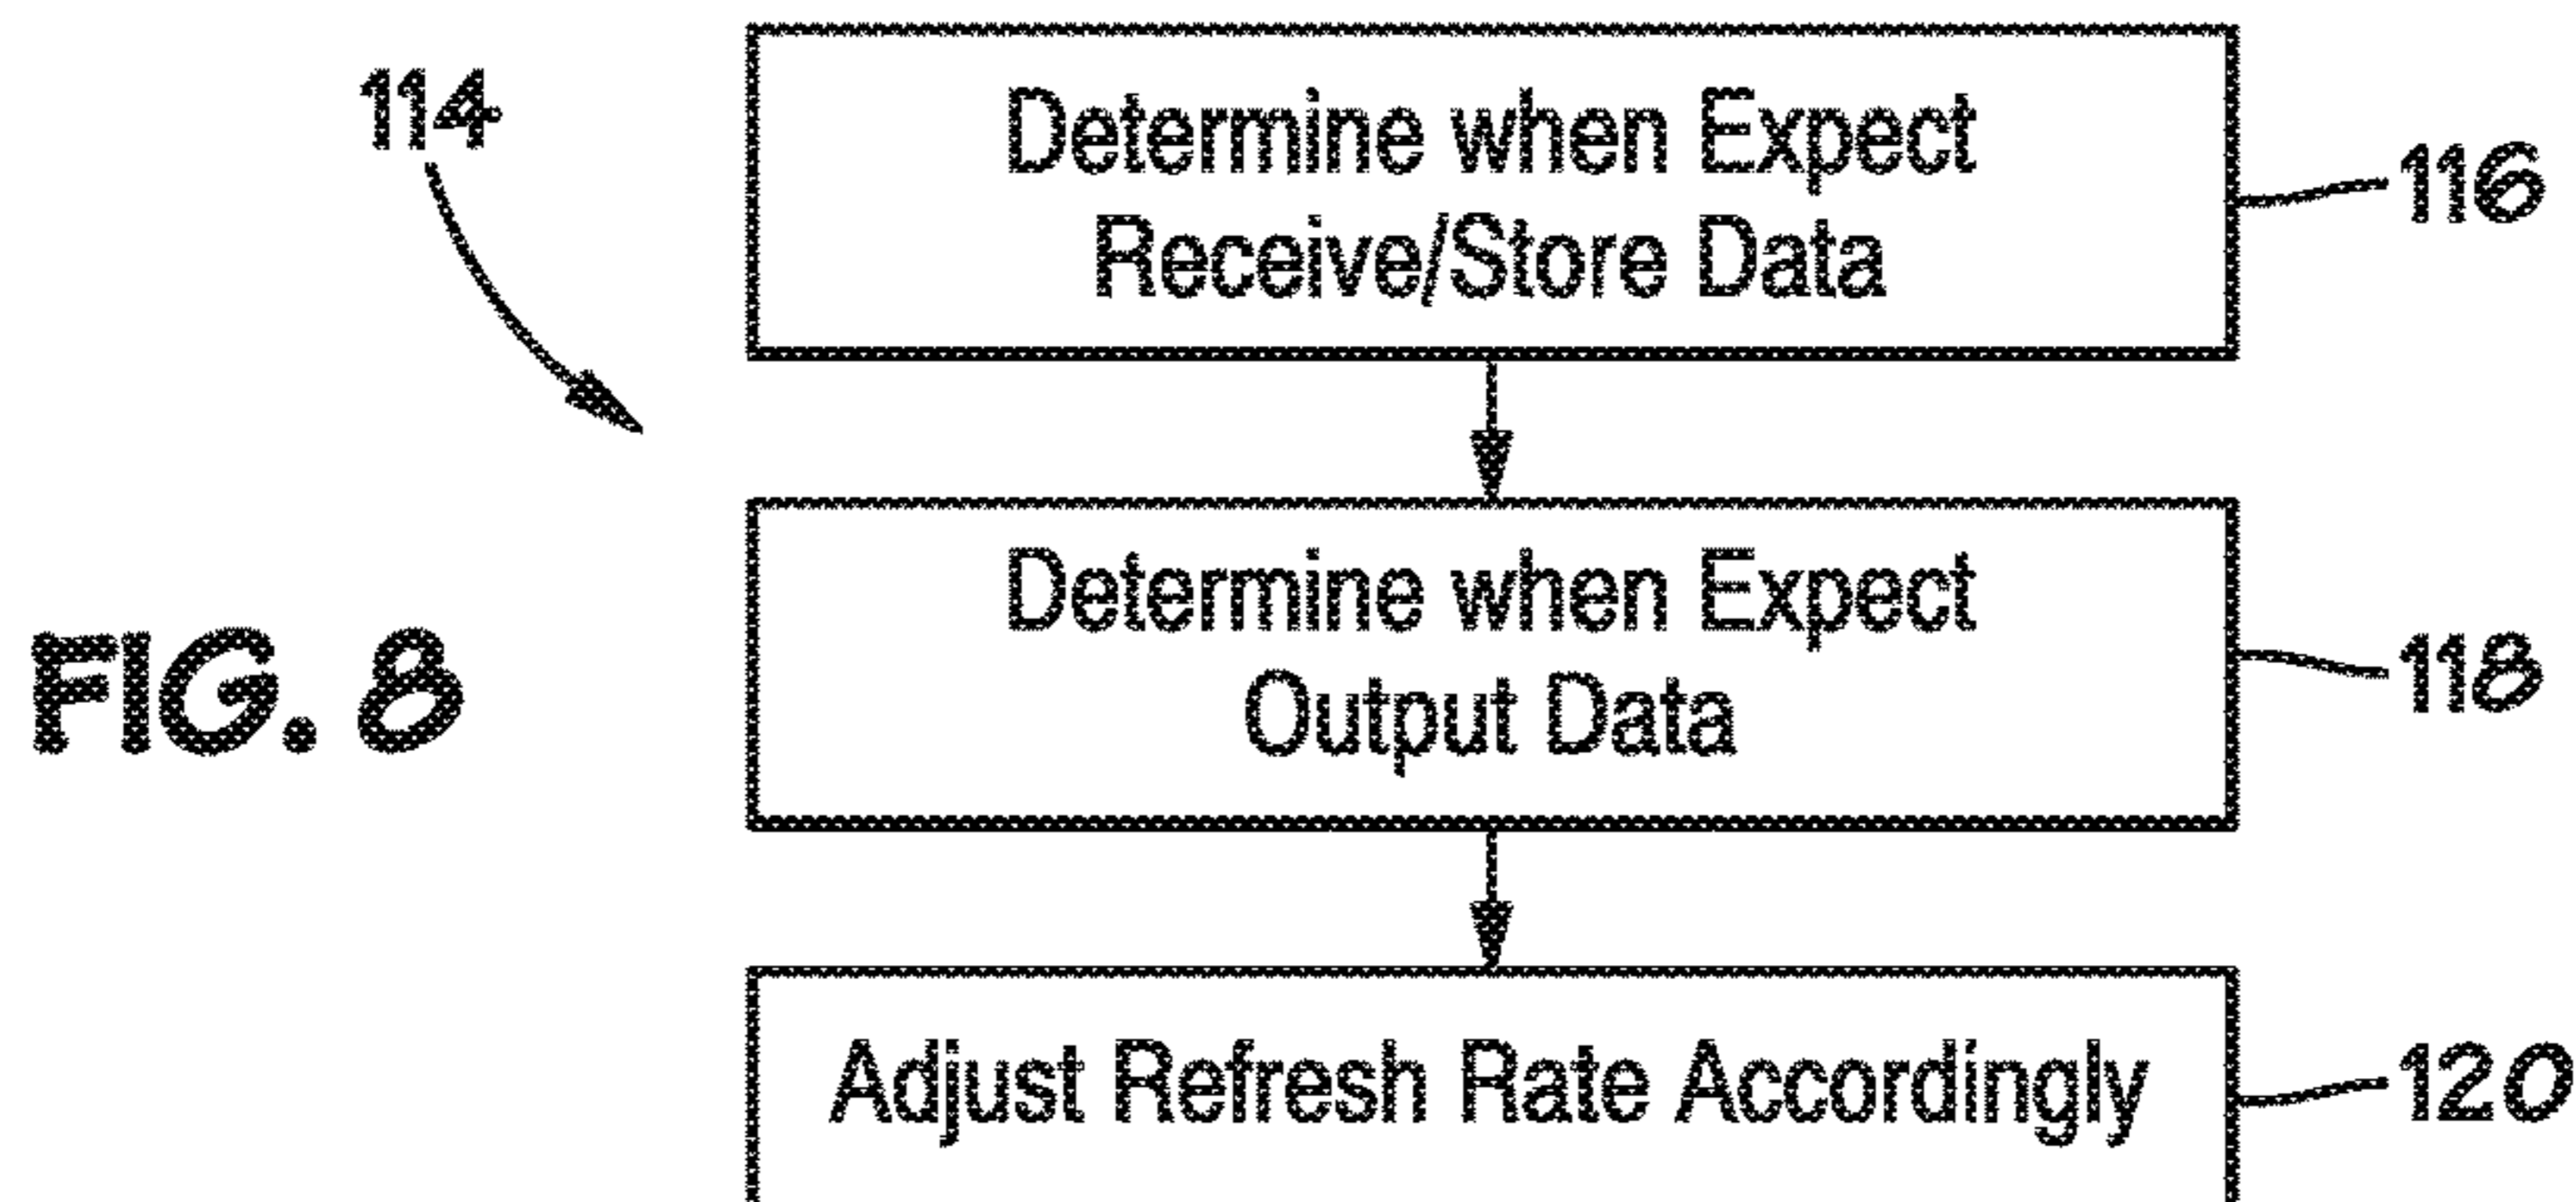 114
Determine when Expect
Receive/Store Data
116
Determine when Expect
Output Data
118
FIG. 8
Adjust Refresh Rate Accordingly
120